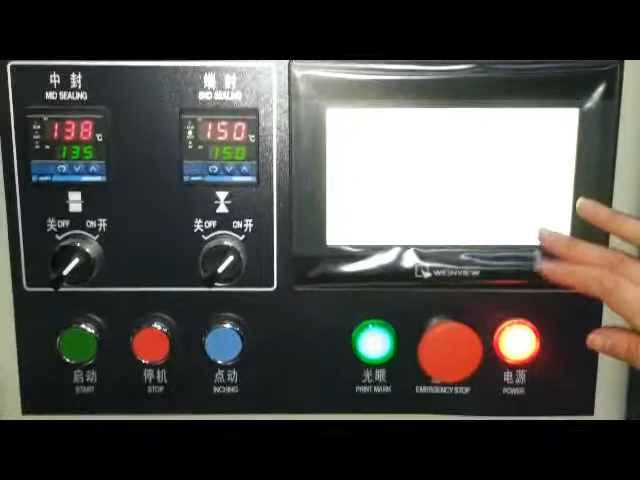 中封
MID SEALING
端封
END SEALING
138
℃
135
150
℃
150
关OFF ON开
关OFF ON开
WEINVIEW
启动
START
停机
STOP
点动
INCHING
光眼
PRINT MARK
EMERGENCY STOP
电源
POWER